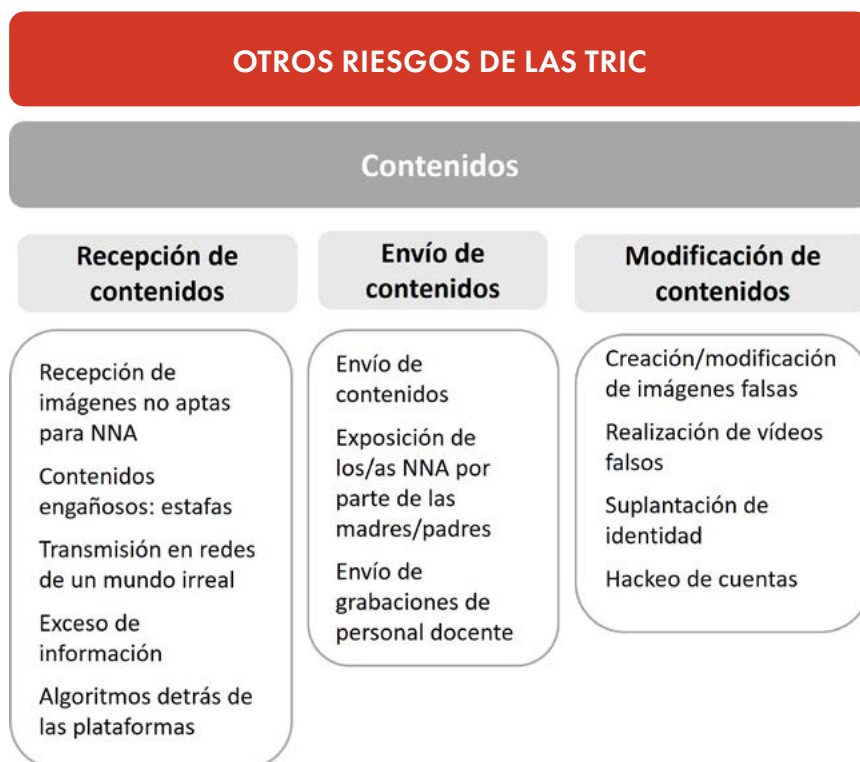 OTROS RIESGOS DE LAS TRIC
Contenidos
Recepción de
contenidos
Recepción de
imágenes no aptas
para NNA
Contenidos
engañosos: estafas
Transmisión en redes
de un mundo irreal
Exceso de
información
Algoritmos detrás de
las plataformas
Envío de
contenidos
Envío de
contenidos
Exposición de
los/as NNA por
parte de las
madres/padres
Envío de
grabaciones de
personal docente
Modificación de
contenidos
Creación/modificación
de imágenes falsas
Realización de vídeos
falsos
Suplantación de
identidad
Hackeo de cuentas